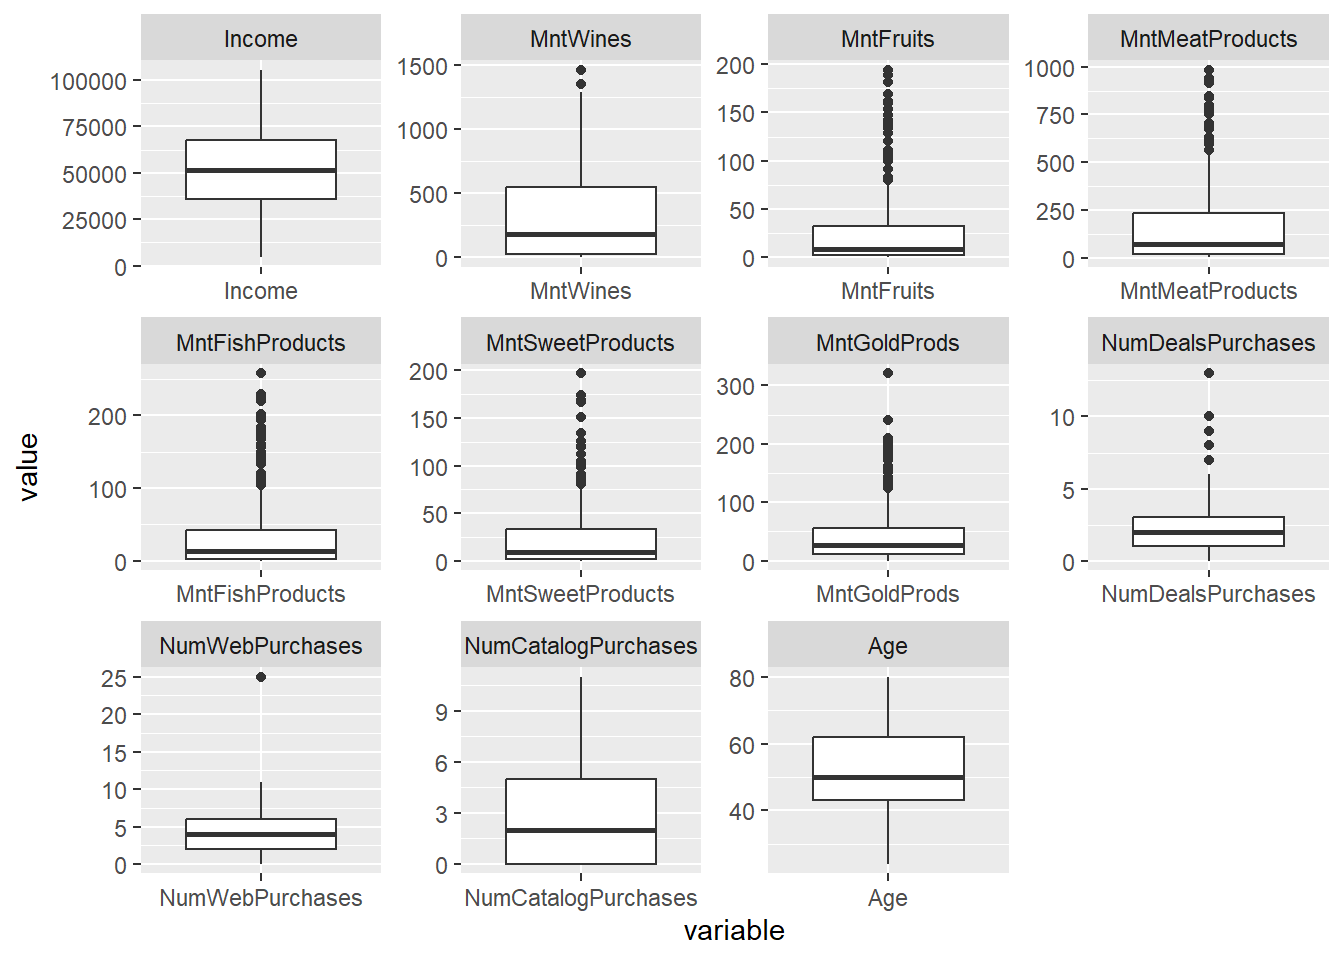 Income
MntWines
MntFruits
MntMeatProducts
100000
75000
50000
25000
0
1500
1000
500
0
200
150
100
50
0
1000
750
500
250
0
Income
MntWines
MntFruits
MntMeatProducts
MntFishProducts
MntSweetProducts
MntGoldProds
NumDealsPurchases
200
100
0
200
150
100
50
0
300
200
100
0
10
5
0
MntFishProducts
MntSweetProducts
MntGoldProds
NumDealsPurchases
NumWebPurchases
NumCatalogPurchases
Age
25
20
15
10
5
0
9
6
3
0
80
60
40
NumWebPurchases
NumCatalogPurchases
Age
value
variable